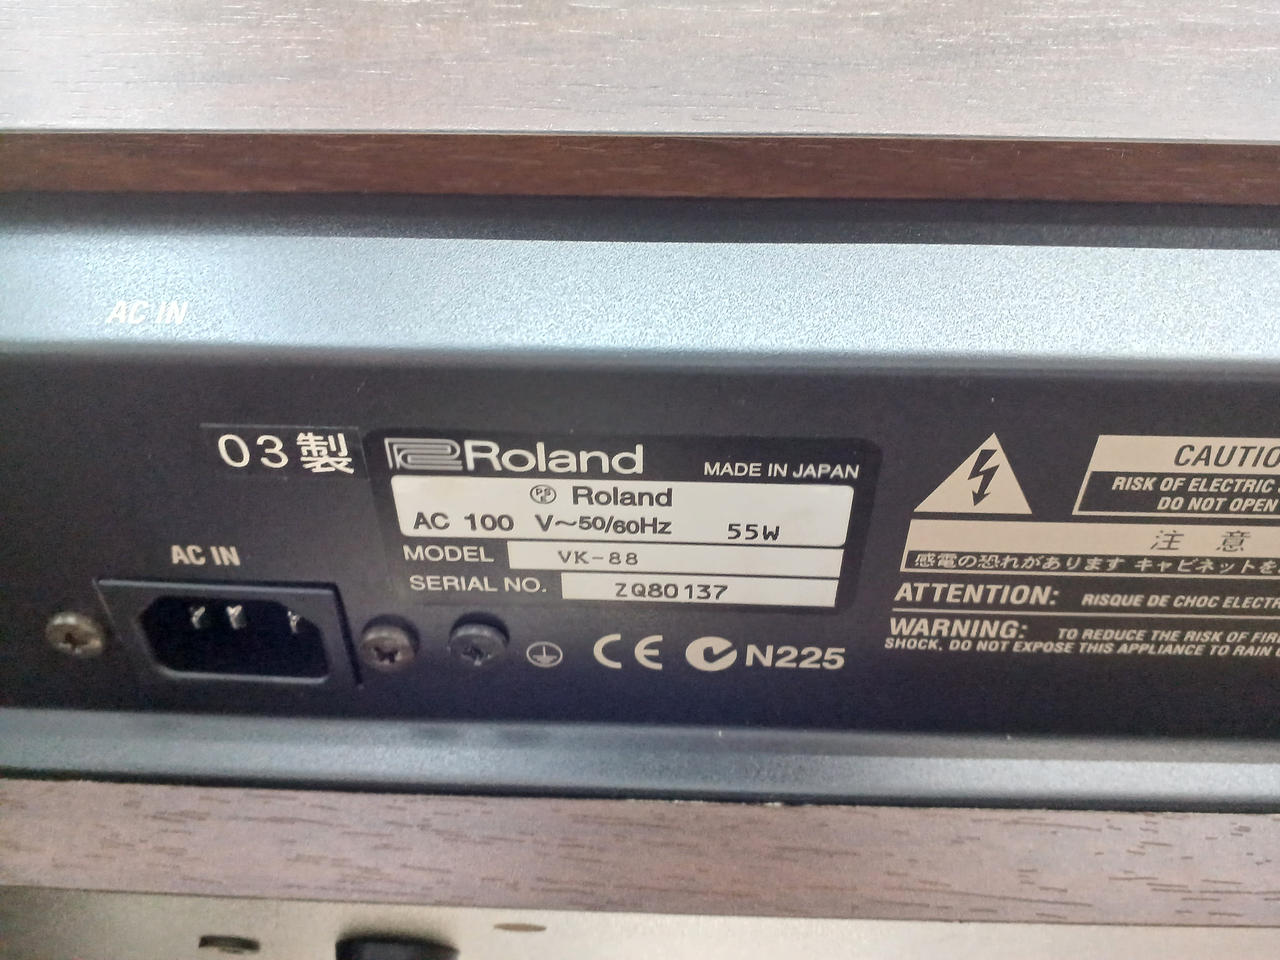 AC IN
03製
Roland
MADE IN JAPAN
PSE Roland
AC 100 V~50/60Hz 55W
MODEL VK-88
SERIAL NO. ZQ80137
AC IN
CE N225
CAUTIO
RISK OF ELECTRIC
DO NOT OPEN
注意
感電の恐れがあります キャビネットを
ATTENTION: RISQUE DE CHOC ELECTR
WARNING: TO REDUCE THE RISK OF FIR
SHOCK, DO NOT EXPOSE THIS APPLIANCE TO RAIN